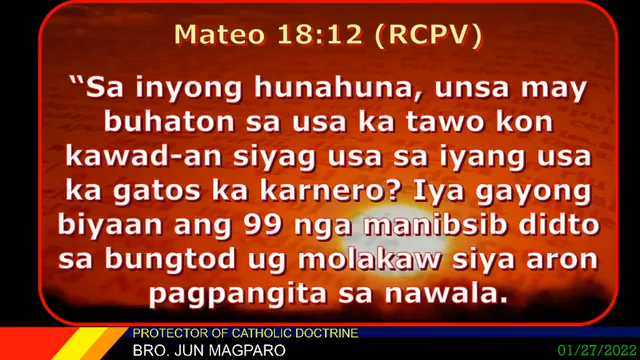 Mateo 18:12 (RCPV)
“Sa inyong hunahuna, unsa may
buhaton sa usa ka tawo kon
kawad-an siyag usa sa iyang usa
ka gatos ka karnero? Iya gayong
biyaan ang 99 nga manibsib didto
sa bungtod ug molakaw siya aron
pagpangita sa nawala.
PROTECTOR OF CATHOLIC DOCTRINE
BRO. JUN MAGPARO
01/27/2022